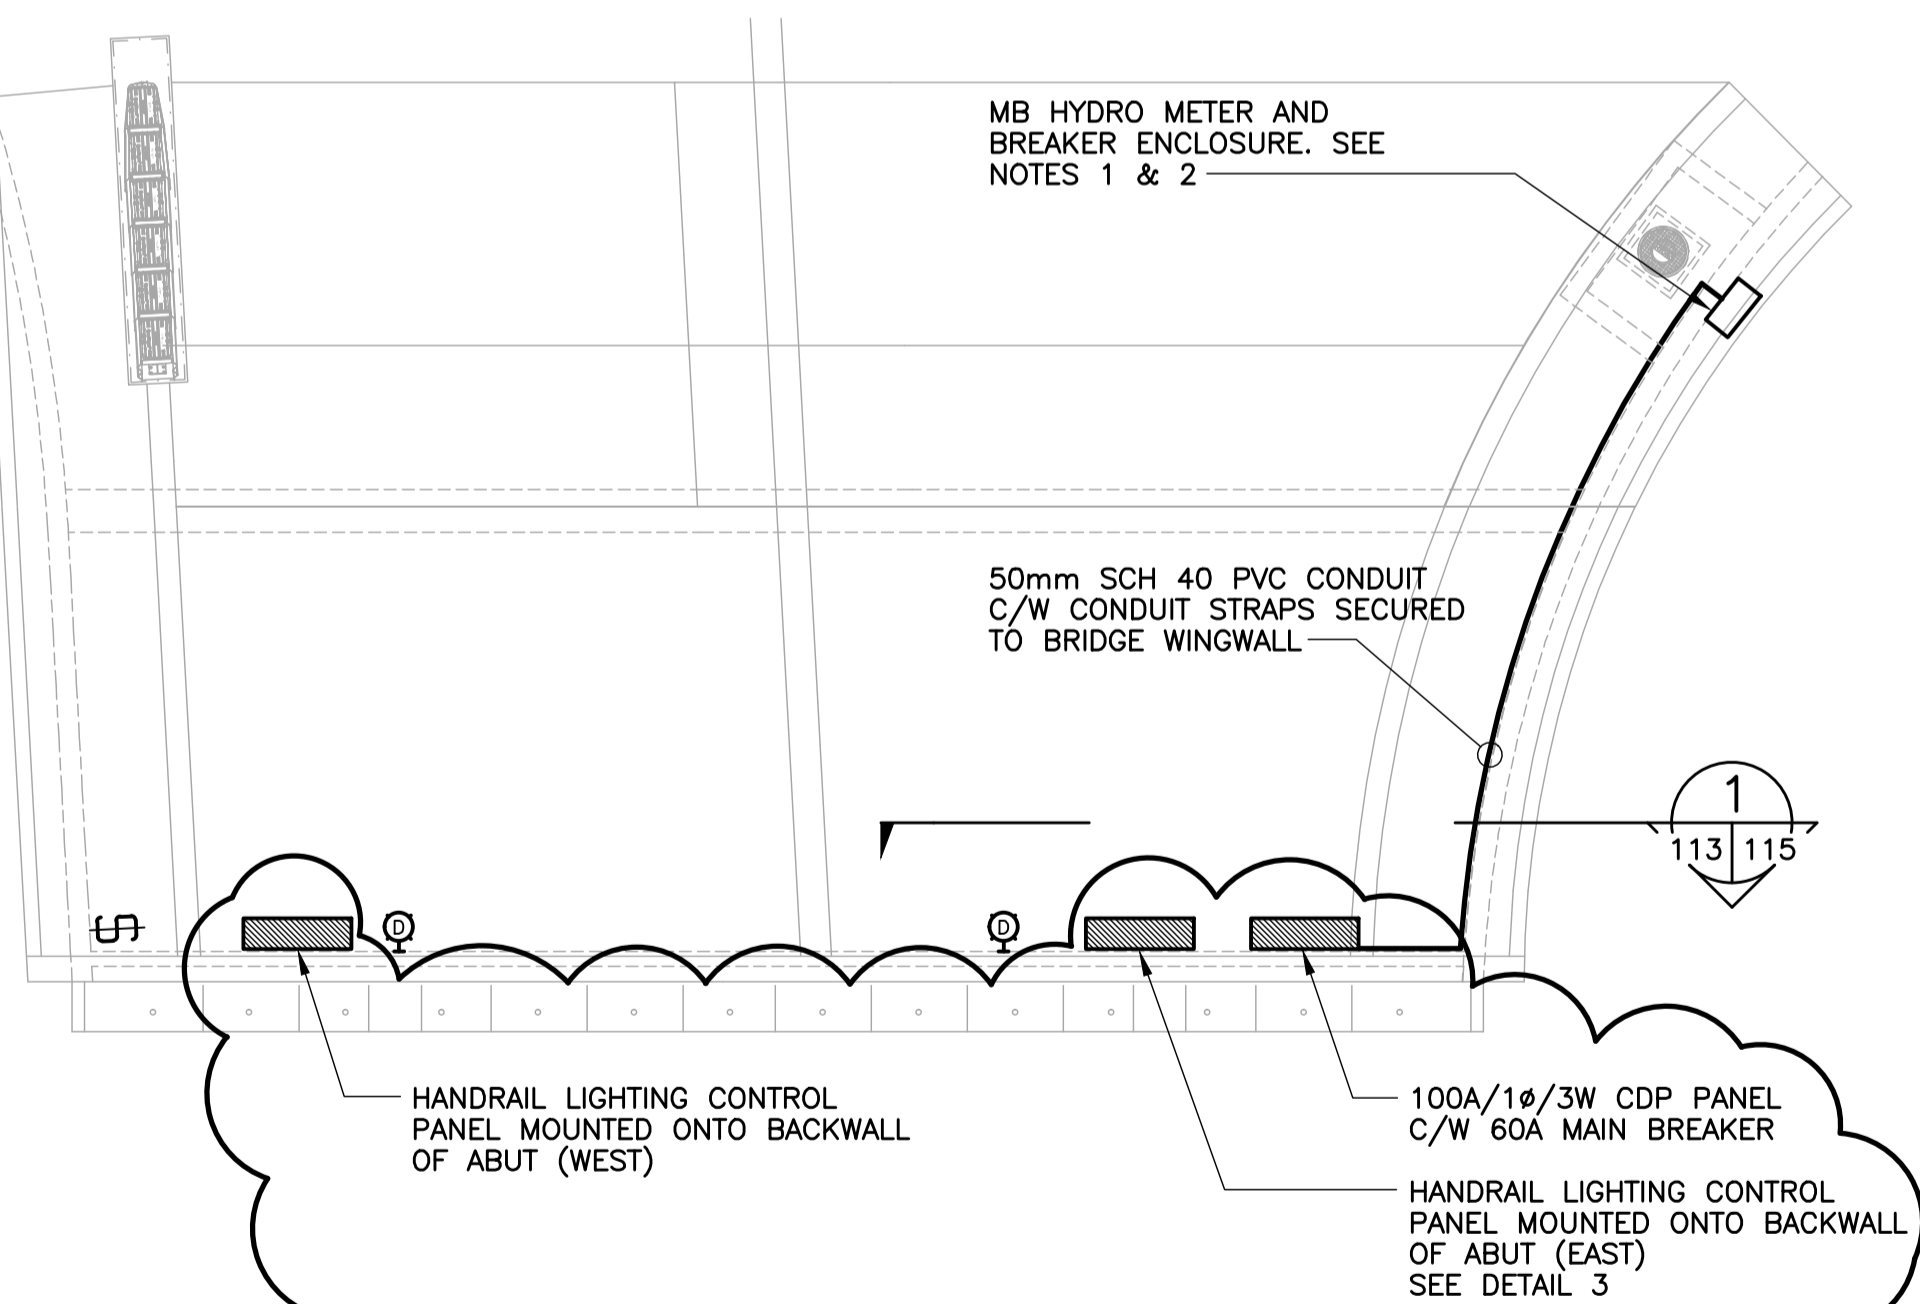 MB HYDRO METER AND
BREAKER ENCLOSURE. SEE
NOTES 1 & 2
50mm SCH 40 PVC CONDUIT
C/W CONDUIT STRAPS SECURED
TO BRIDGE WINGWALL
1
113 115
D
D
HANDRAIL LIGHTING CONTROL
PANEL MOUNTED ONTO BACKWALL
OF ABUT (WEST)
100A/1ø/3W CDP PANEL
C/W 60A MAIN BREAKER
HANDRAIL LIGHTING CONTROL
PANEL MOUNTED ONTO BACKWALL
OF ABUT (EAST)
SEE DETAIL 3